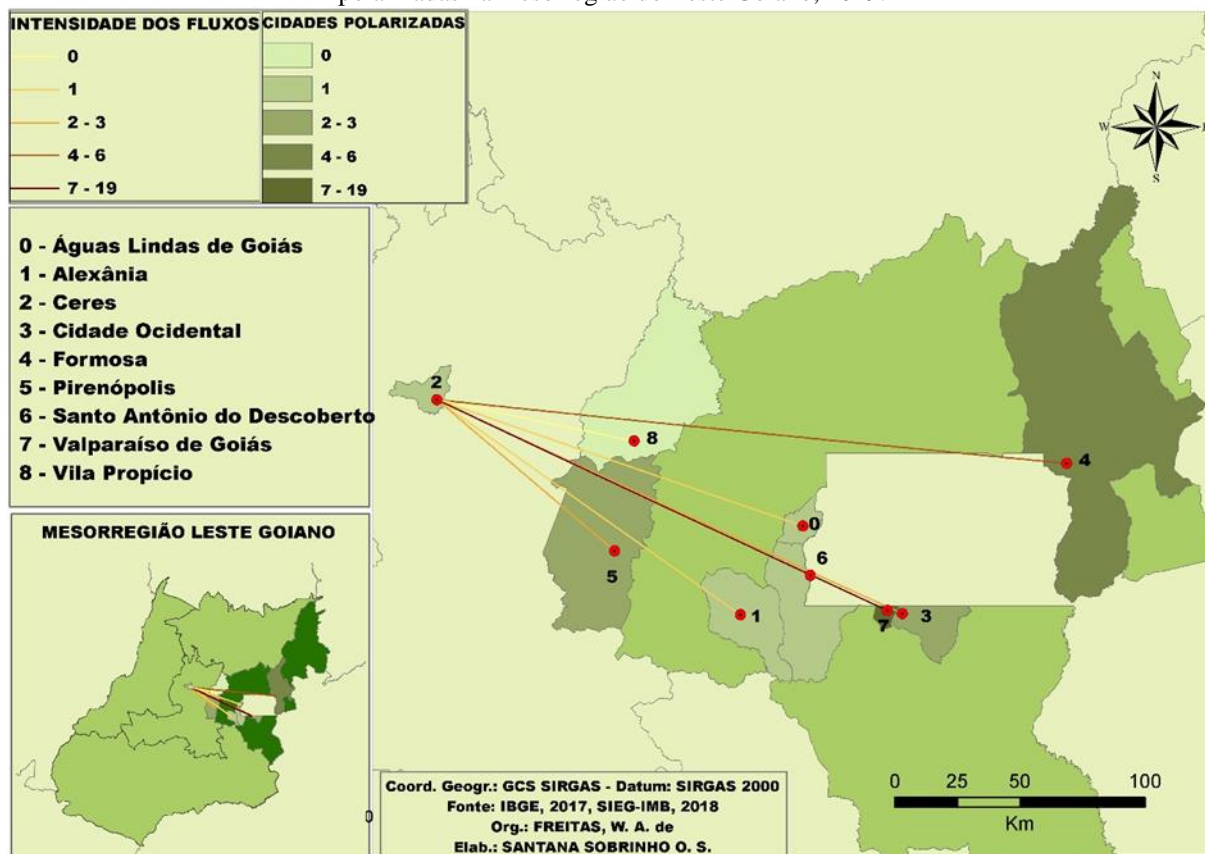 INTENSIDADE DOS FLUXOS
0
1
2 - 3
4 - 6
7 - 19
CIDADES POLARIZADAS
0
1
2 - 3
4 - 6
7 - 19
N
W
S
0 - Águas Lindas de Goiás
1 - Alexânia
2 - Ceres
3 - Cidade Ocidental
4 - Formosa
5 - Pirenópolis
6 - Santo Antônio do Descoberto
7 - Valparaíso de Goiás
8 - Vila Propício
2
8
4
0
5
6
1
7
3
MESORREGIÃO LESTE GOIANO
Coord. Geogr.: GCS SIRGAS - Datum: SIRGAS 2000
Fonte: IBGE, 2017, SIEG-IMB, 2018
Org.: FREITAS, W. A. de
Elab.: SANTANA SOBRINHO O. S.
0 25 50 100
Km